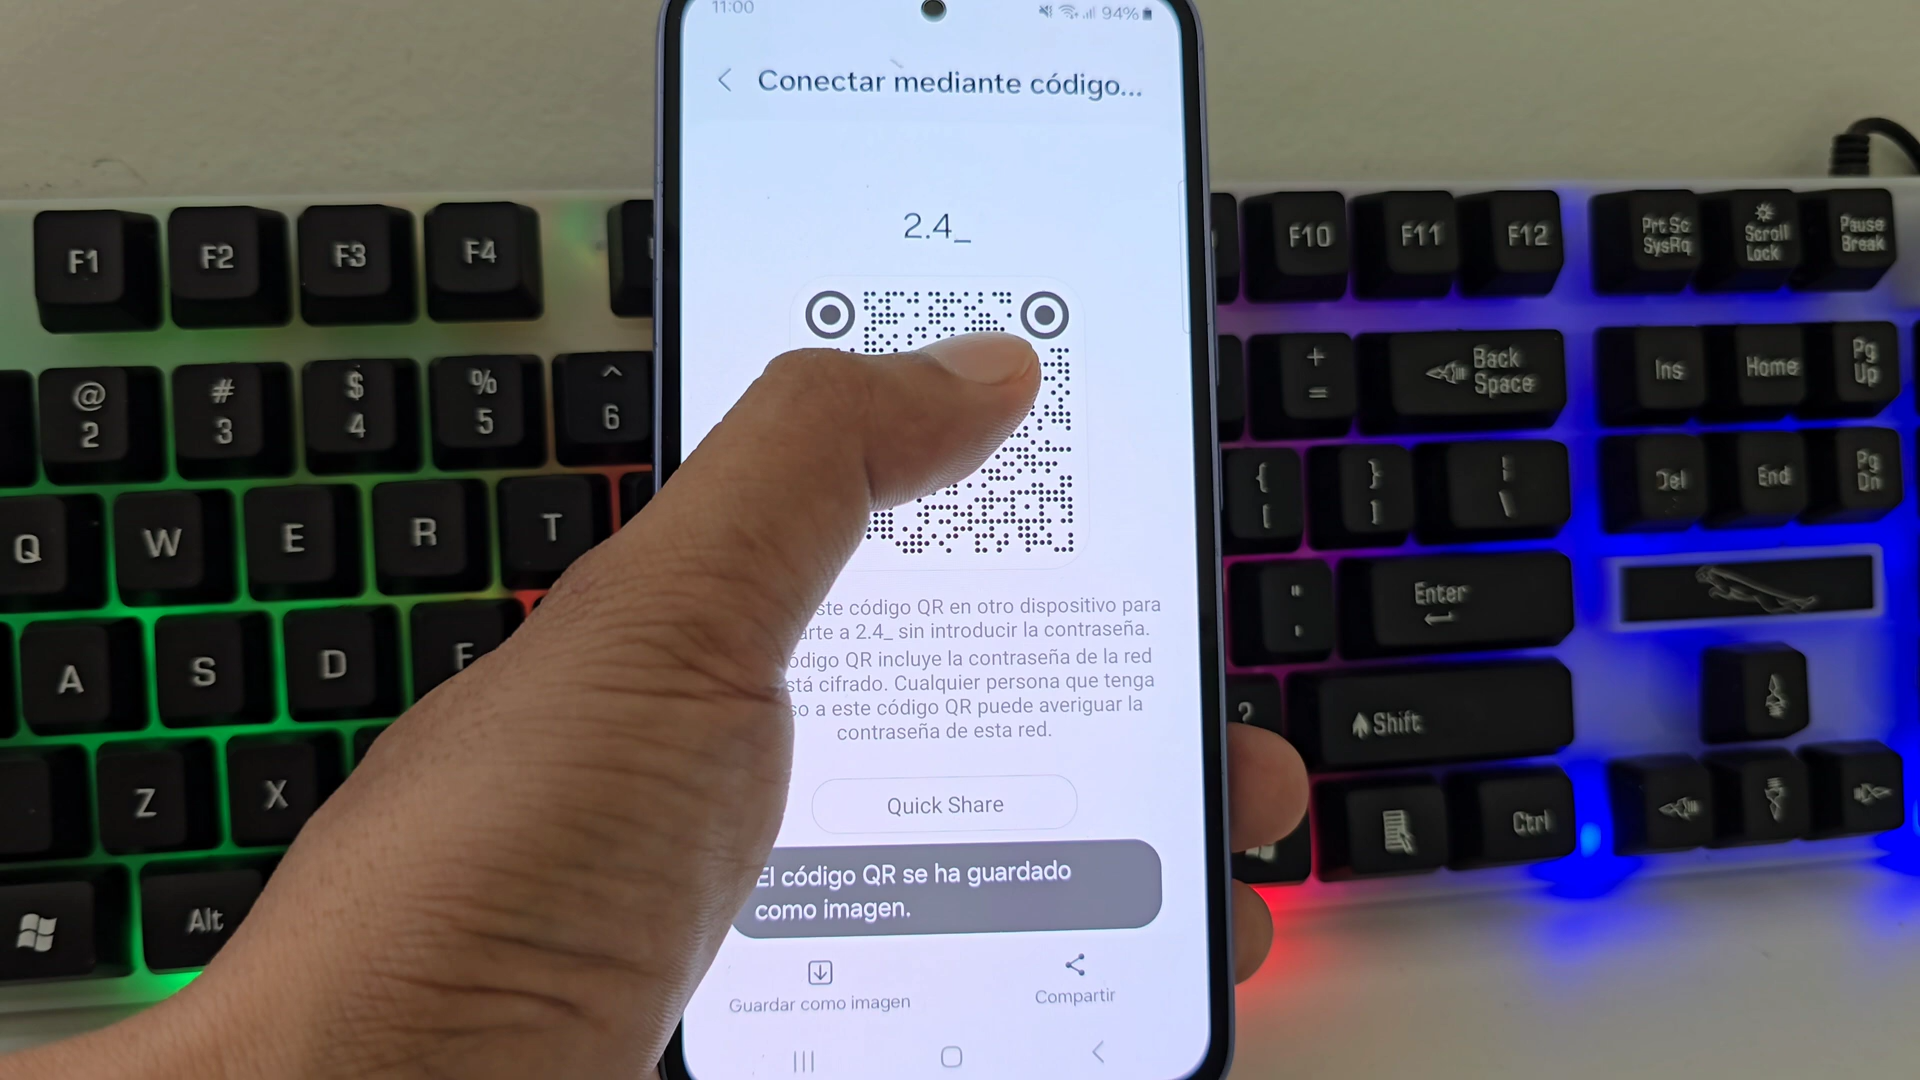 11:00
94%
Conectar mediante código...
2.4_
ste código QR en otro dispositivo para
arte a 2.4_ sin introducir la contraseña.
ódigo QR incluye la contraseña de la red
stá cifrado. Cualquier persona que tenga
so a este código QR puede averiguar la
contraseña de esta red.
Quick Share
El código QR se ha guardado
como imagen.
Guardar como imagen
Compartir
F1
F2
F3
F4
F10
F11
F12
Prt Sc
SysRq
Scroll
Lock
Pause
Break
@
2
#
3
$
4
%
5
^
6
+
=
Back
Space
Ins
Home
Pg
Up
Q
W
E
R
T
{
[
}
]
|
\
Del
End
Pg
Dn
A
S
D
F
"
'
Enter
Z
X
?
Shift
Alt
Ctrl